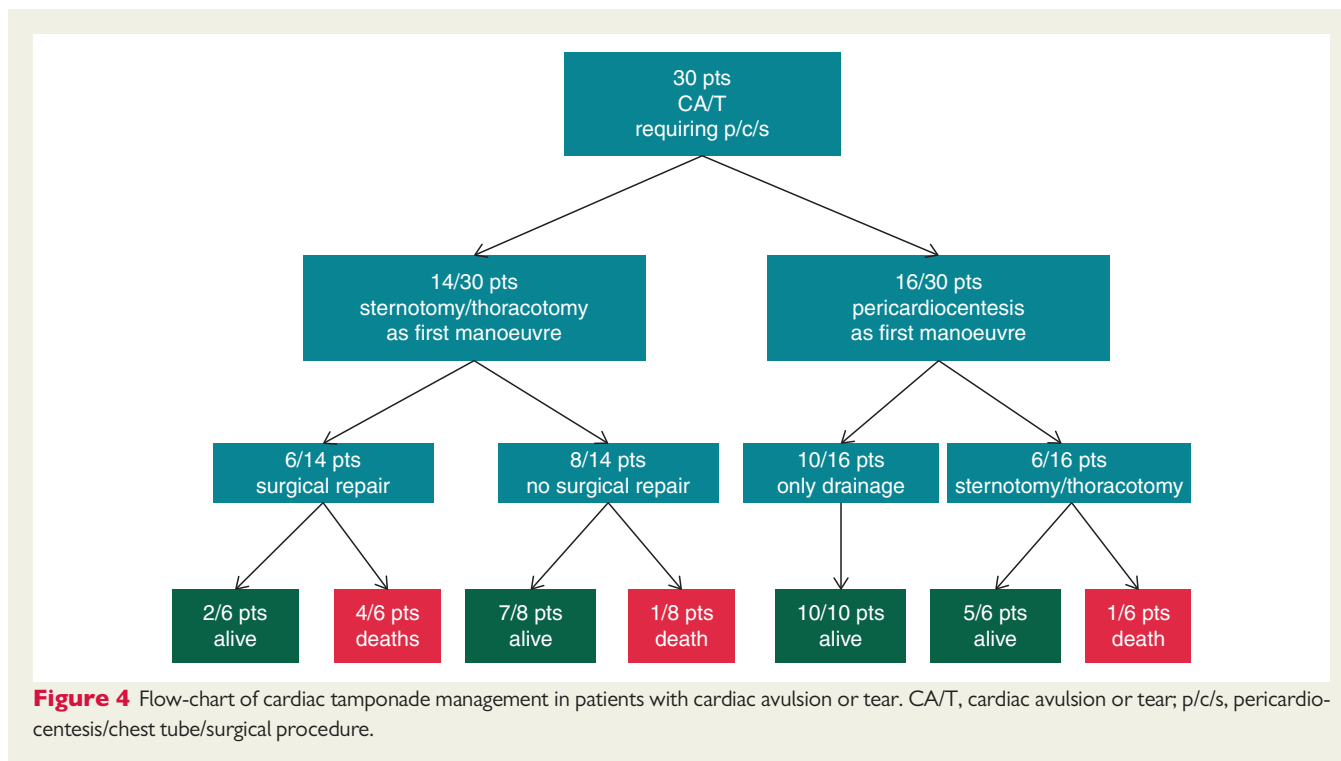 30 pts
CA/T
requiring p/c/s
14/30 pts
sternotomy/thoracotomy
as first manoeuvre
16/30 pts
pericardiocentesis
as first manoeuvre
6/14 pts
surgical repair
8/14 pts
no surgical repair
10/16 pts
only drainage
6/16 pts
sternotomy/thoracotomy
2/6 pts
alive
4/6 pts
deaths
7/8 pts
alive
1/8 pts
death
10/10 pts
alive
5/6 pts
alive
1/6 pts
death
Figure 4 Flow-chart of cardiac tamponade management in patients with cardiac avulsion or tear. CA/T, cardiac avulsion or tear; p/c/s, pericardio-
centesis/chest tube/surgical procedure.